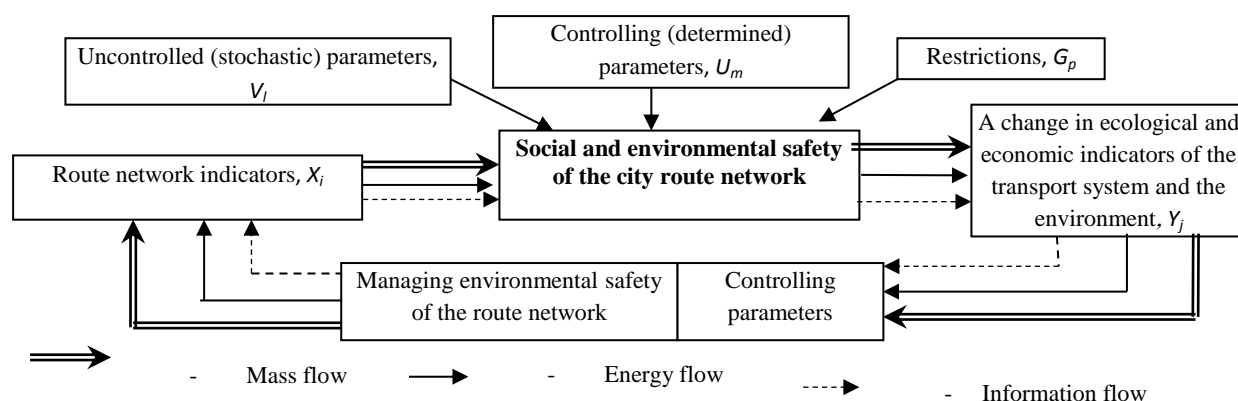 Uncontrolled (stochastic) parameters,
V_l
Controlling (determined)
parameters, U_m
Restrictions, G_p
Route network indicators, X_i
Social and environmental safety
of the city route network
A change in ecological and
economic indicators of the
transport system and the
environment, Y_j
Managing environmental safety
of the route network
Controlling
parameters
- Mass flow
- Energy flow
- Information flow